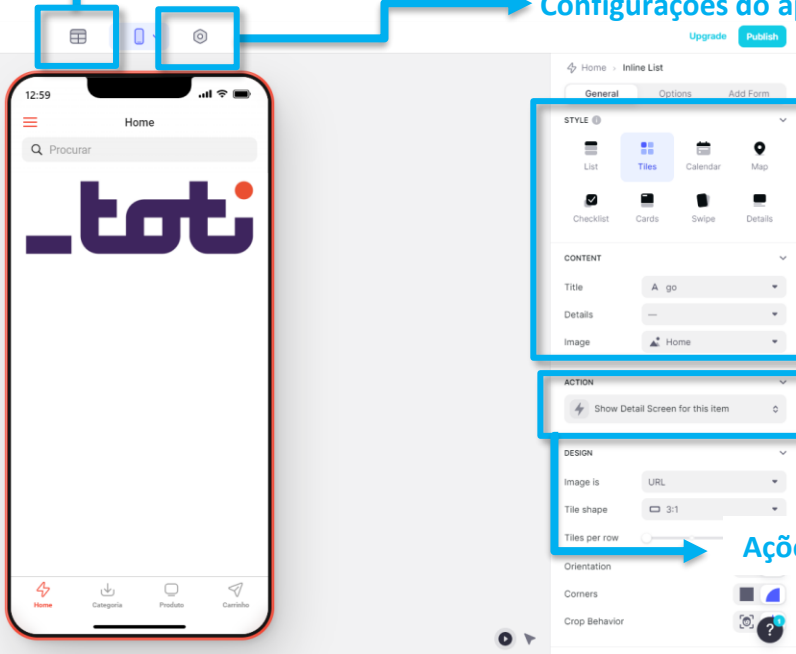 Configurações do ap
Upgrade
Publish
Home > Inline List
General Options Add Form
12:59
Home
Procurar
_toti
Home Categoria Produto Carrinho
STYLE
List Tiles Calendar Map
Checklist Cards Swipe Details
CONTENT
Title A go
Details —
Image Home
ACTION
Show Detail Screen for this item
DESIGN
Image is URL
Tile shape 3:1
Tiles per row
Açõe
Orientation
Corners
Crop Behavior
?